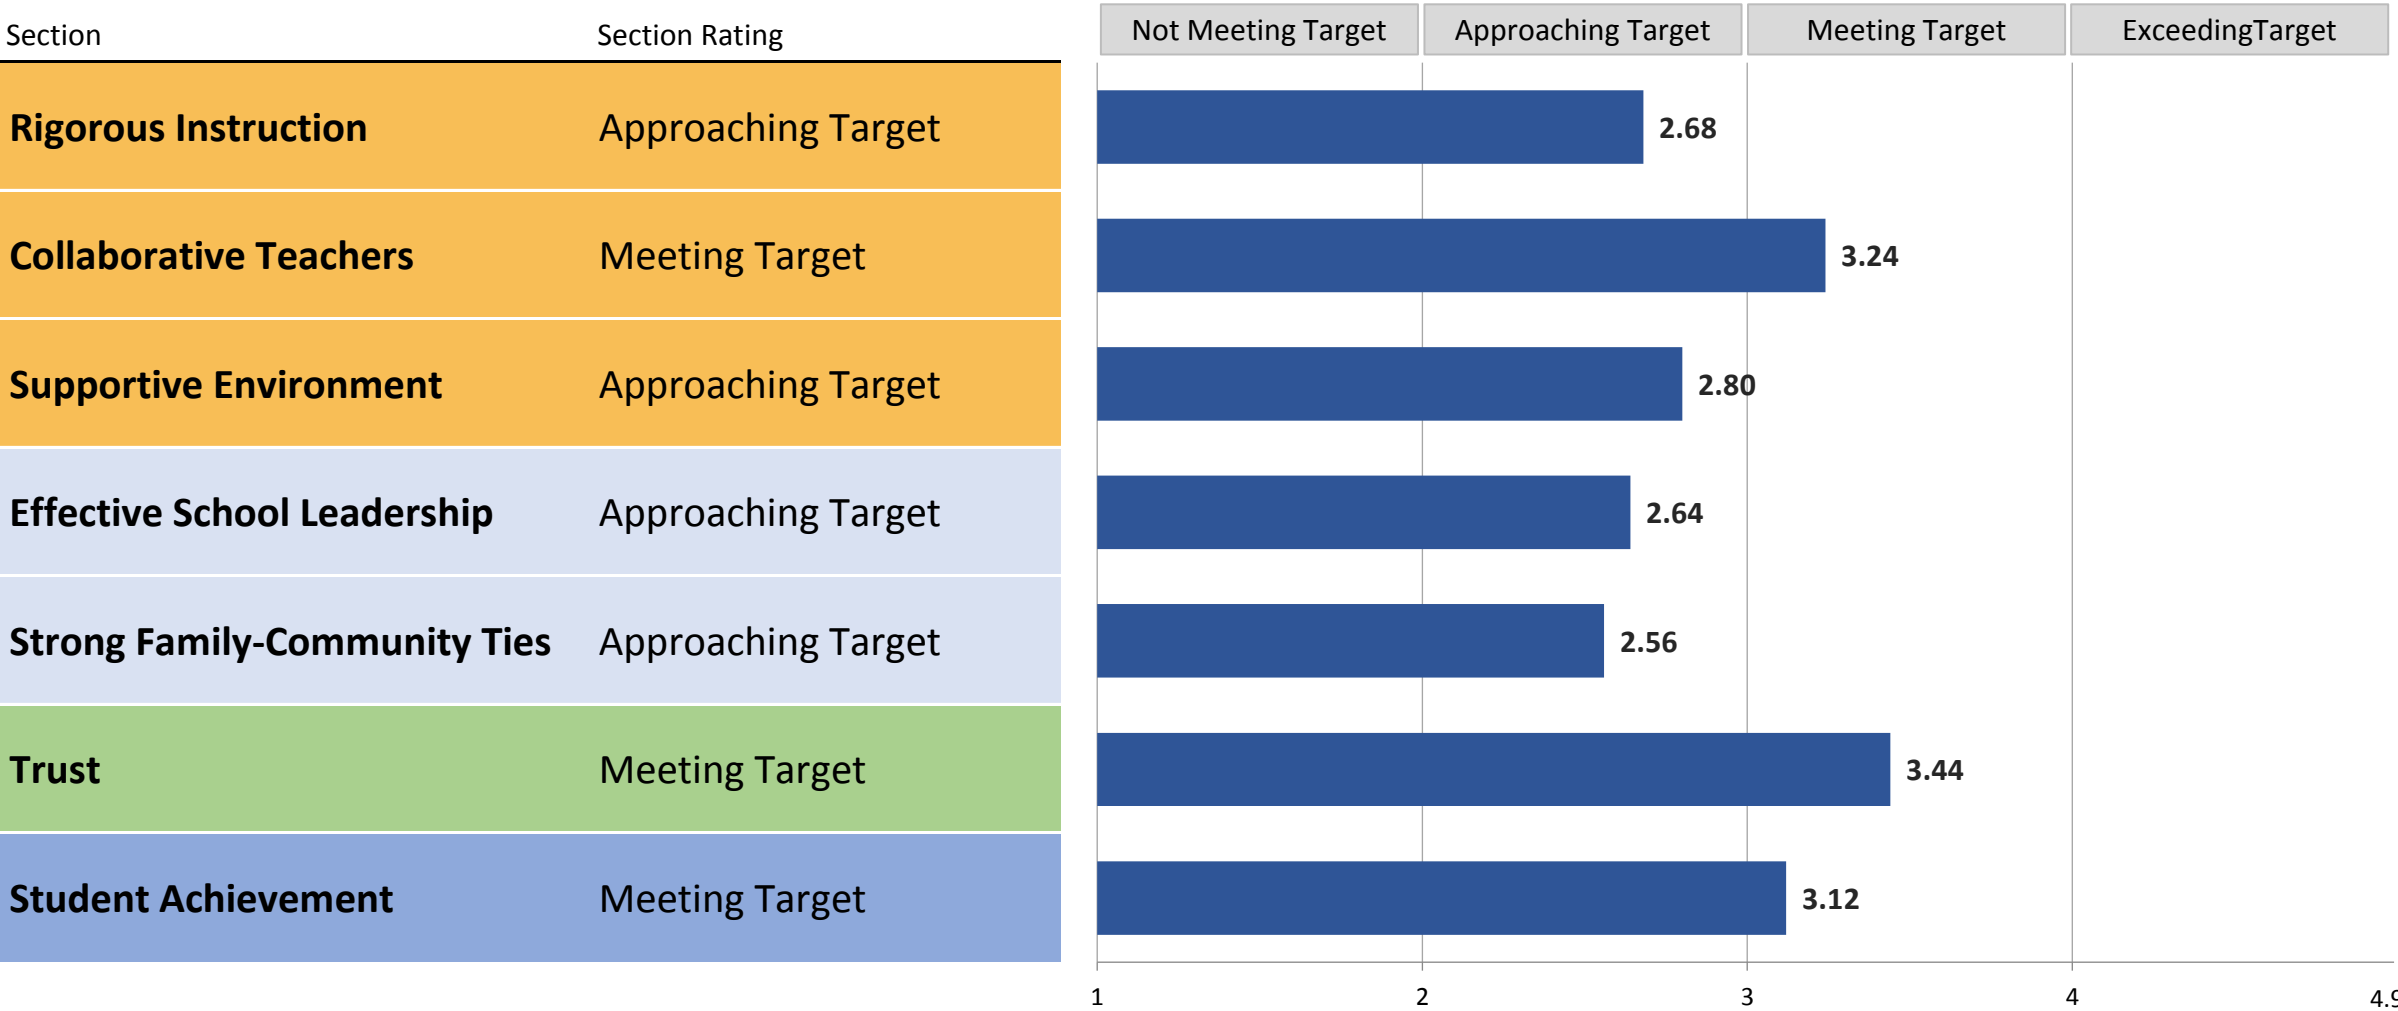 Section Section Rating Not Meeting Target Approaching Target Meeting Target ExceedingTarget
Rigorous Instruction Approaching Target 2.68
Collaborative Teachers Meeting Target 3.24
Supportive Environment Approaching Target 2.80
Effective School Leadership Approaching Target 2.64
Strong Family-Community Ties Approaching Target 2.56
Trust Meeting Target 3.44
Student Achievement Meeting Target 3.12
1 2 3 4 4.9